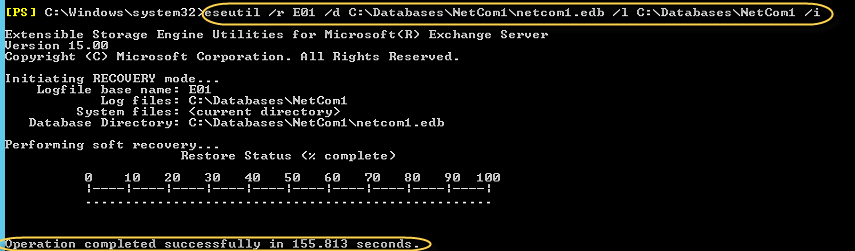 [PS] C:\Windows\system32>eseutil /r E01 /d C:\Databases\NetCom1\netcom1.edb /l C:\Databases\NetCom1 /i
Extensible Storage Engine Utilities for Microsoft(R) Exchange Server
Version 15.00
Copyright (C) Microsoft Corporation. All Rights Reserved.
Initiating RECOVERY mode...
Logfile base name: E01
Log files: C:\Databases\NetCom1
System files: <current directory>
Database Directory: C:\Databases\NetCom1\netcom1.edb
Performing soft recovery...
Restore Status (% complete)
0 10 20 30 40 50 60 70 80 90 100
|----|----|----|----|----|----|----|----|----|----|
...................................................
Operation completed successfully in 155.813 seconds.